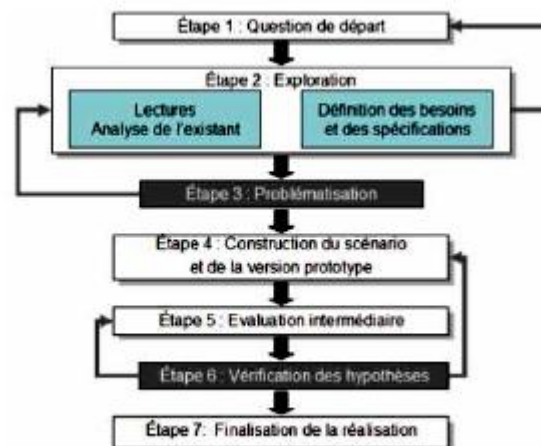 Étape 1 : Question de départ
Étape 2 : Exploration
Lectures
Analyse de l'existant
Définition des besoins
et des spécifications
Étape 3 : Problématisation
Étape 4 : Construction du scénario
et de la version prototype
Étape 5 : Evaluation intermédiaire
Étape 6 : Vérification des hypothèses
Étape 7: Finalisation de la réalisation